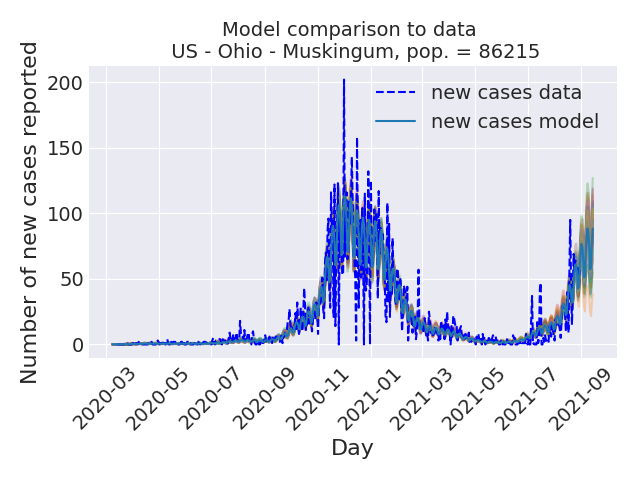 Model comparison to data
US - Ohio - Muskingum, pop. = 86215
Number of new cases reported
200
150
100
50
0
new cases data
new cases model
2020-03
2020-05
2020-07
2020-09
2020-11
2021-01
2021-03
2021-05
2021-07
2021-09
Day